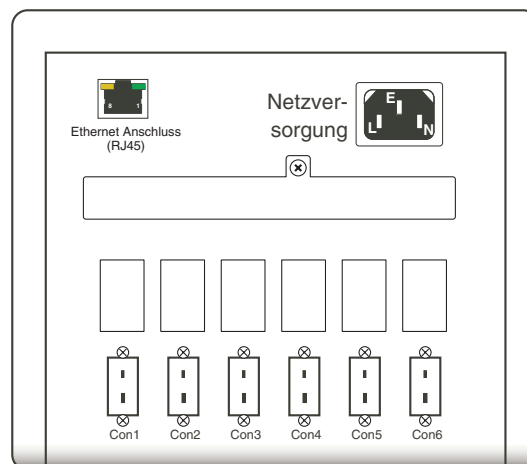 8 1
Ethernet Anschluss
(RJ45)
Netzver-
sorgung
E
L N
Con1 Con2 Con3 Con4 Con5 Con6